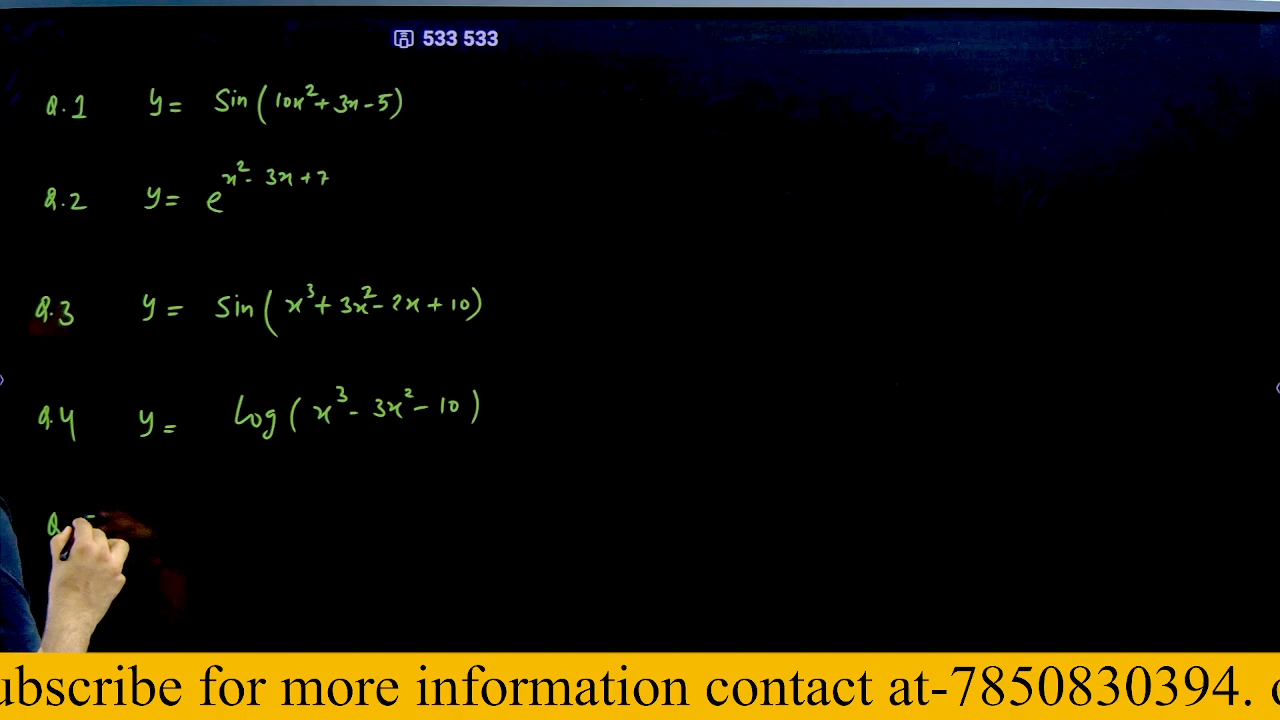 533 533
Q.1 y = Sin (10x²+3x-5)
Q.2 y = e^{x²-3x+7}
Q.3 y = Sin ( x³+3x²-2x+10)
Q.4 y = log ( x³-3x²-10 )
Q
ubscribe for more information contact at-7850830394.